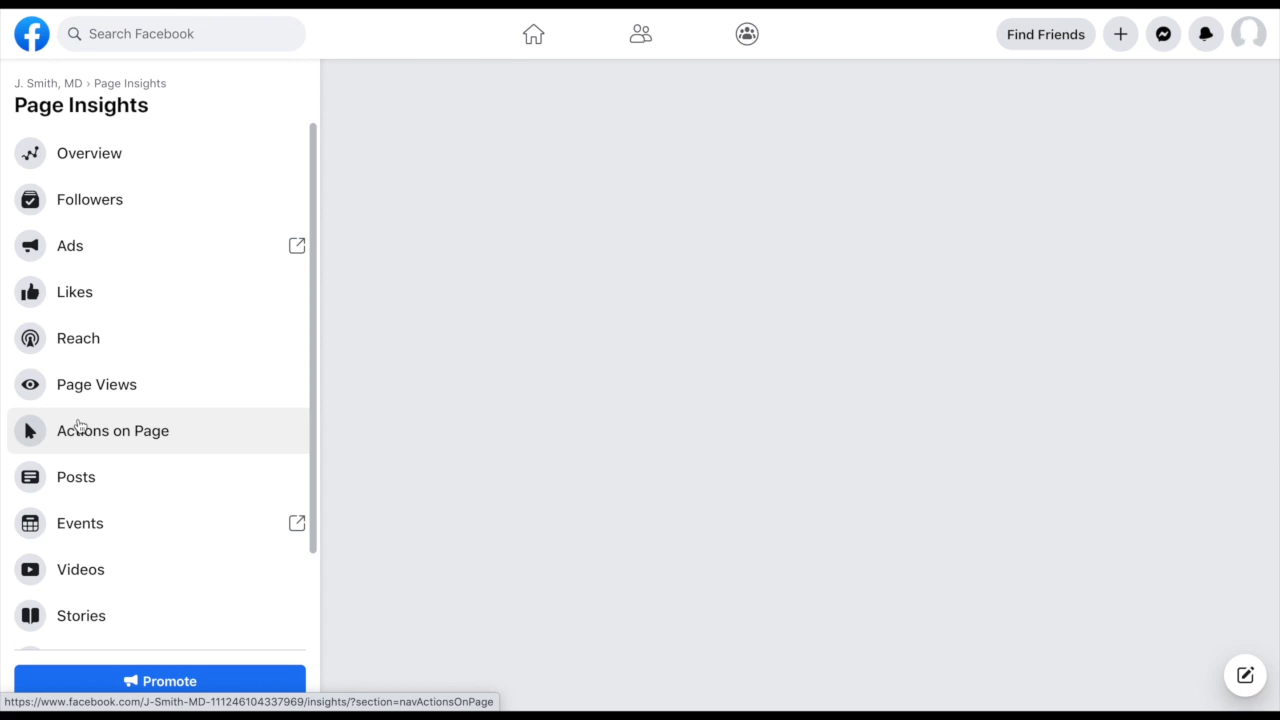 Search Facebook
Find Friends
J. Smith, MD › Page Insights
Page Insights
Overview
Followers
Ads
Likes
Reach
Page Views
Actions on Page
Posts
Events
Videos
Stories
Promote
https://www.facebook.com/J-Smith-MD-111246104337969/insights/?section=navActionsOnPage